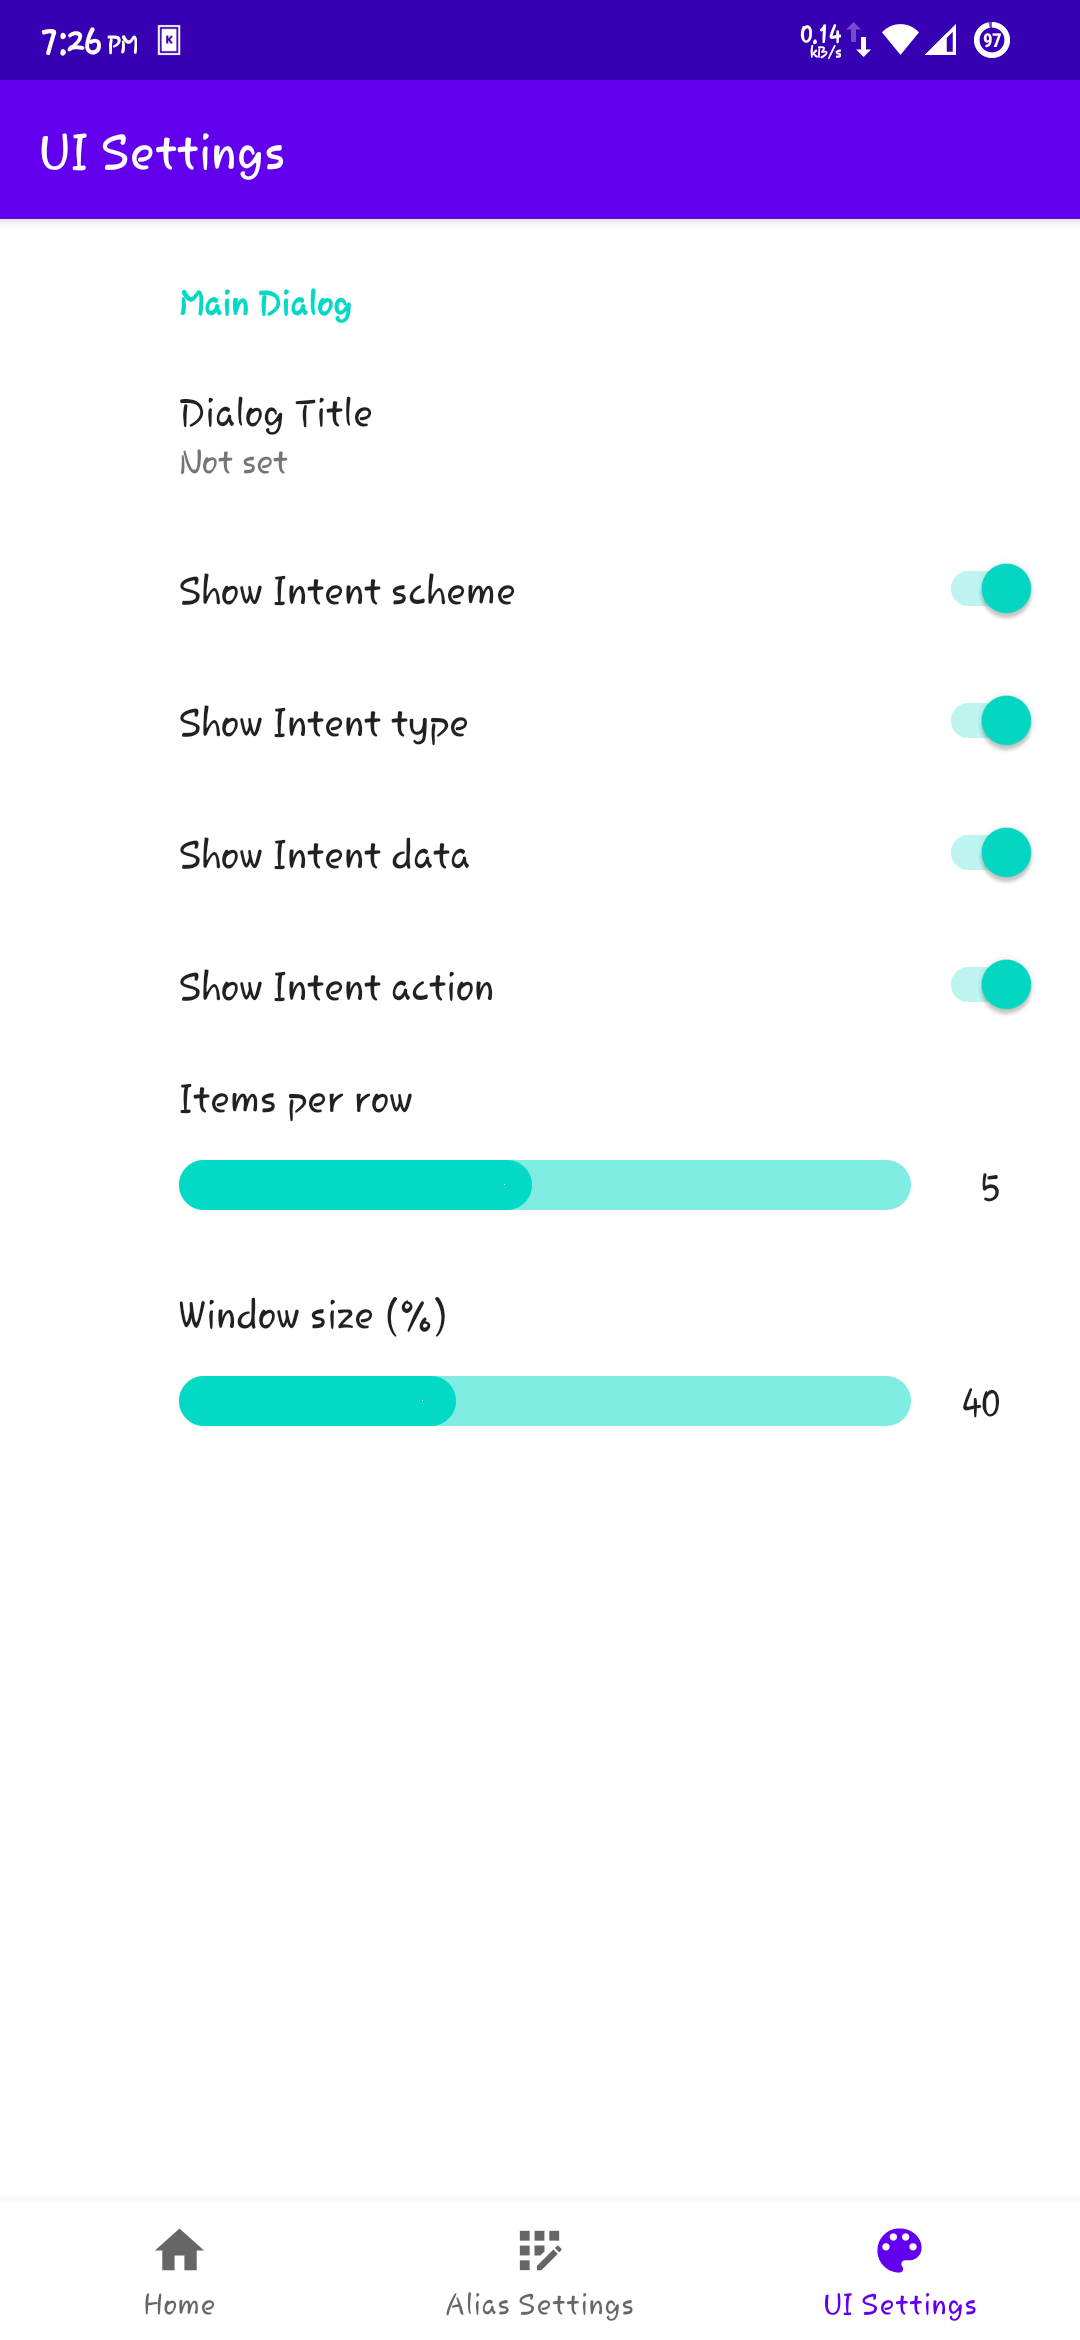 7:26 PM K 0.14 kB/s 97
UI Settings
Main Dialog
Dialog Title
Not set
Show Intent scheme
Show Intent type
Show Intent data
Show Intent action
Items per row
5
Window size (%)
40
Home Alias Settings UI Settings